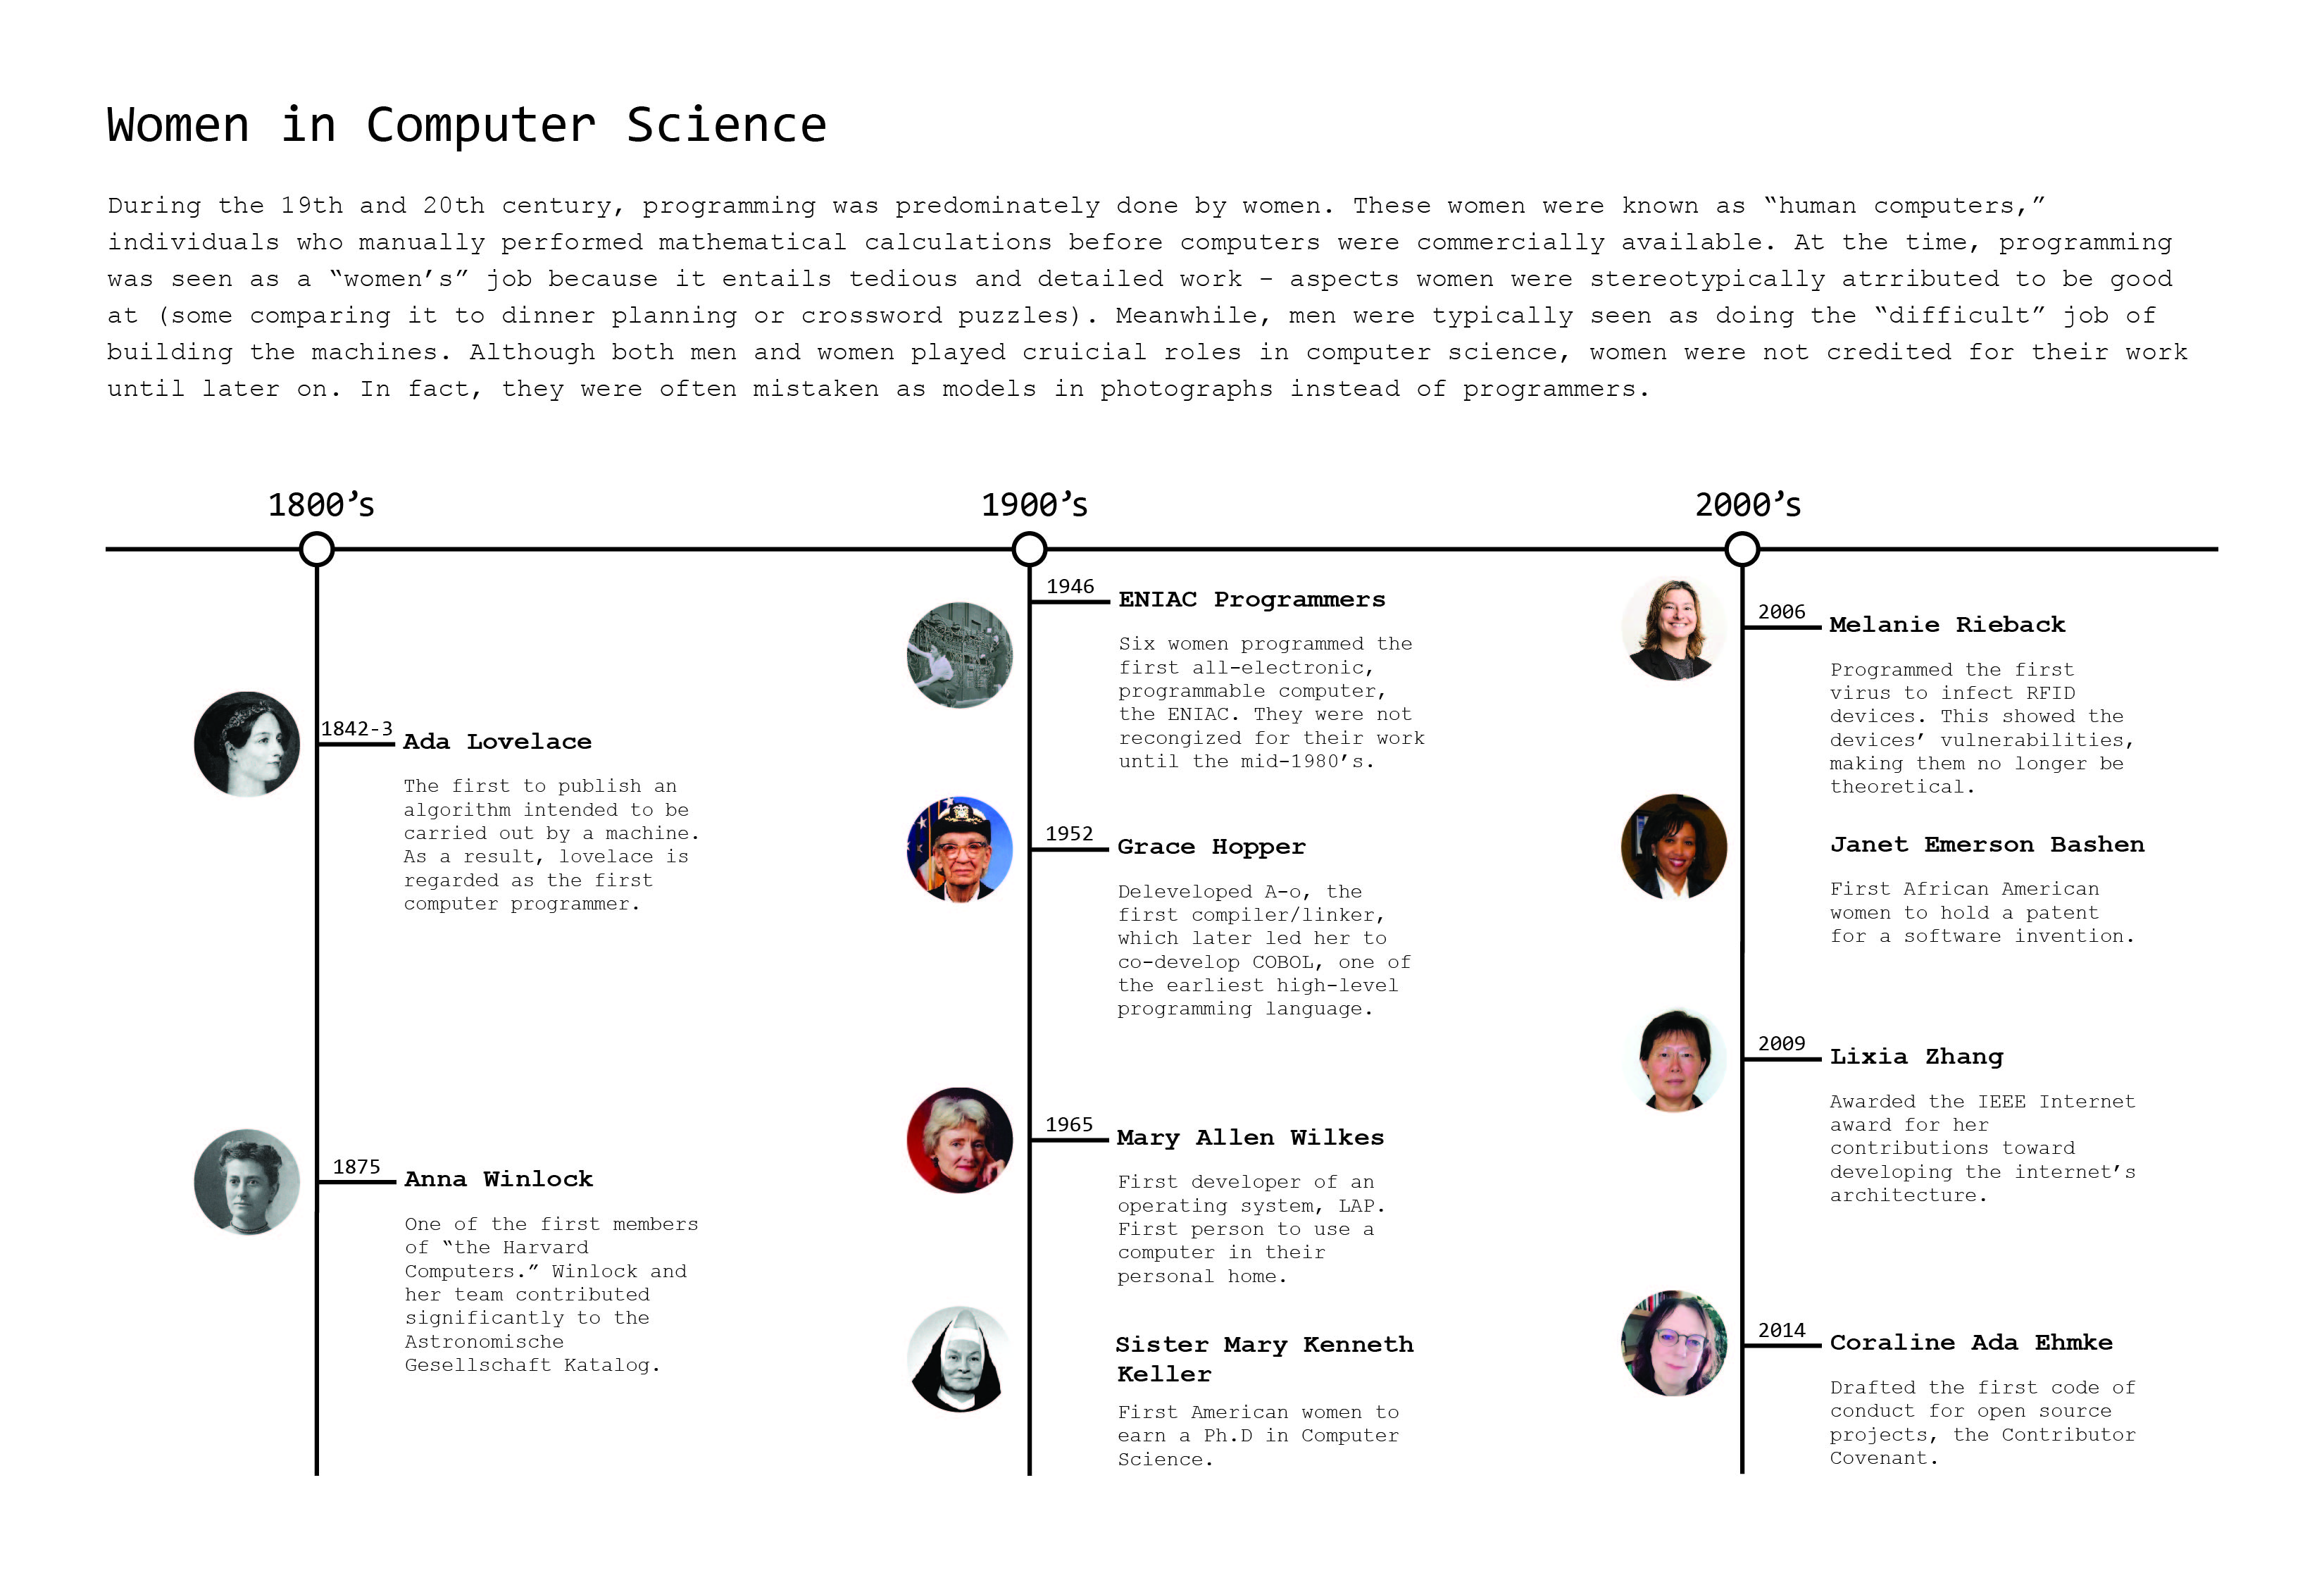 Women in Computer Science
During the 19th and 20th century, programming was predominately done by women. These women were known as “human computers,”
individuals who manually performed mathematical calculations before computers were commercially available. At the time, programming
was seen as a “women’s” job because it entails tedious and detailed work - aspects women were stereotypically atrributed to be good
at (some comparing it to dinner planning or crossword puzzles). Meanwhile, men were typically seen as doing the “difficult” job of
building the machines. Although both men and women played cruicial roles in computer science, women were not credited for their work
until later on. In fact, they were often mistaken as models in photographs instead of programmers.
1800’s
1842-3
Ada Lovelace
The first to publish an
algorithm intended to be
carried out by a machine.
As a result, lovelace is
regarded as the first
computer programmer.
1875
Anna Winlock
One of the first members
of “the Harvard
Computers.” Winlock and
her team contributed
significantly to the
Astronomische
Gesellschaft Katalog.
1900’s
1946
ENIAC Programmers
Six women programmed the
first all-electronic,
programmable computer,
the ENIAC. They were not
recongized for their work
until the mid-1980’s.
1952
Grace Hopper
Deleveloped A-o, the
first compiler/linker,
which later led her to
co-develop COBOL, one of
the earliest high-level
programming language.
1965
Mary Allen Wilkes
First developer of an
operating system, LAP.
First person to use a
computer in their
personal home.
Sister Mary Kenneth
Keller
First American women to
earn a Ph.D in Computer
Science.
2000’s
2006
Melanie Rieback
Programmed the first
virus to infect RFID
devices. This showed the
devices’ vulnerabilities,
making them no longer be
theoretical.
Janet Emerson Bashen
First African American
women to hold a patent
for a software invention.
2009
Lixia Zhang
Awarded the IEEE Internet
award for her
contributions toward
developing the internet’s
architecture.
2014
Coraline Ada Ehmke
Drafted the first code of
conduct for open source
projects, the Contributor
Covenant.